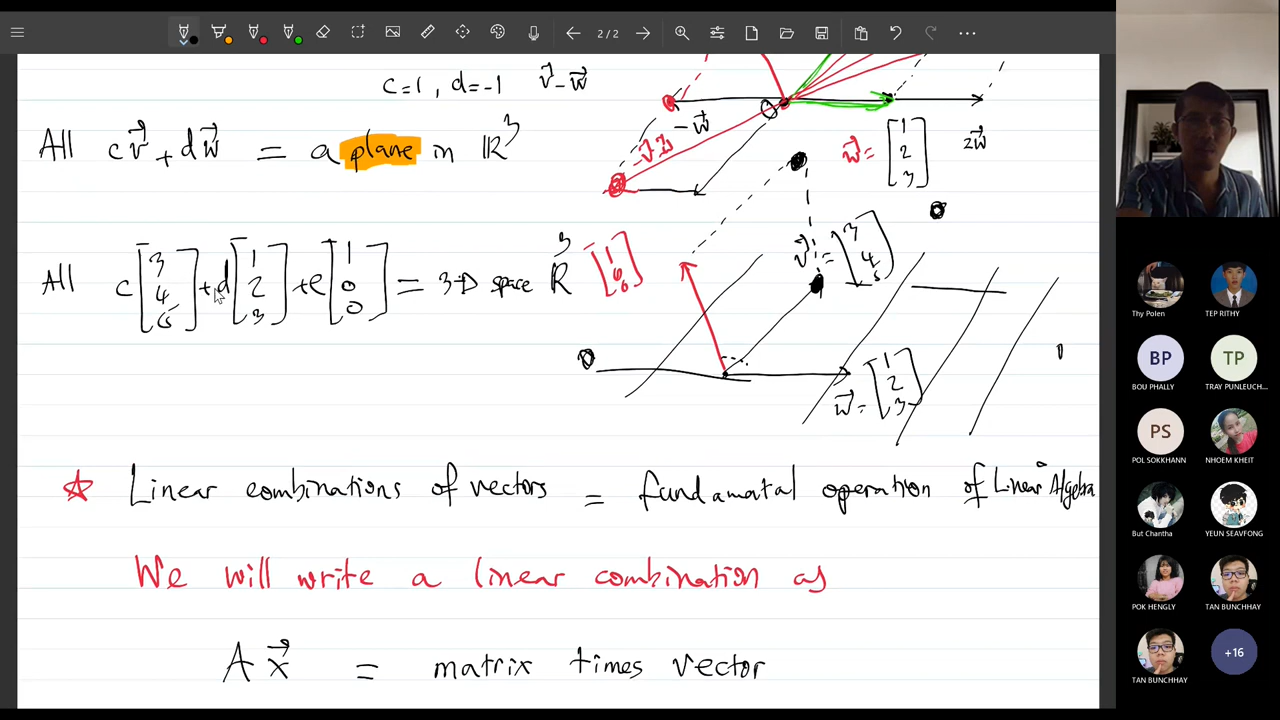 2 / 2
c=1, d=-1 v⃗-w⃗
All cv⃗ + dw⃗ = a plane in ℝ³
-w⃗
-v⃗-w⃗
w⃗ = [1 2 3]
2w⃗
All c[3 4 5] + d[1 2 3] + e[1 0 0] = 3-D space ℝ³
[1 0 0]
v⃗ = [3 4 5]
w⃗ = [1 2 3]
☆ Linear combinations of vectors = fundamatal operation of Linear Algebra
We will write a linear combination as
A x⃗ = matrix times vector
Thy Polen
TEP RITHY
BP
TP
BOU PHALLY
TRAY PUNLEUCH...
PS
POL SOKKHANN
NHOEM KHEIT
But Chantha
YEUN SEAVFONG
POK HENGLY
TAN BUNCHHAY
TAN BUNCHHAY
+16